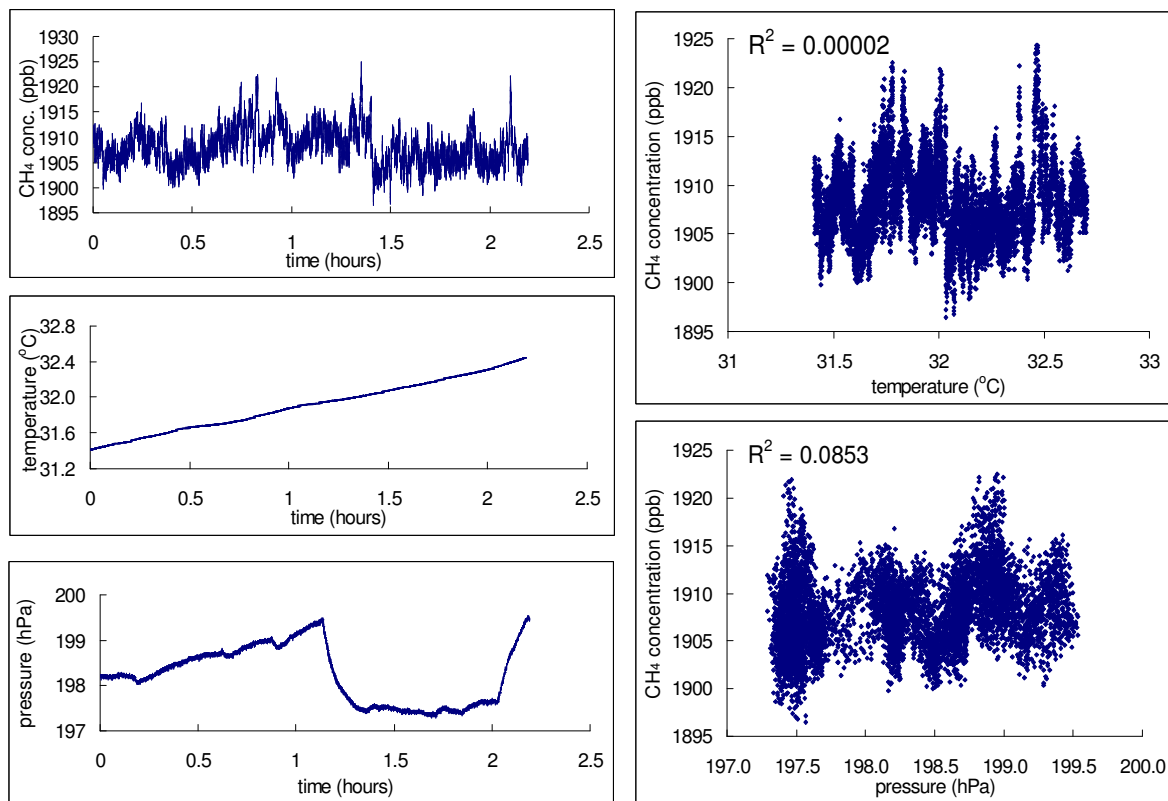 1930
1925
1920
1915
1910
1905
1900
1895
CH₄ conc. (ppb)
0 0.5 1 1.5 2 2.5
time (hours)
32.8
32.4
32.0
31.6
31.2
temperature (°C)
0 0.5 1 1.5 2 2.5
time (hours)
200
199
198
197
pressure (hPa)
0 0.5 1 1.5 2 2.5
time (hours)
R² = 0.00002
1925
1920
1915
1910
1905
1900
1895
CH₄ concentration (ppb)
31 31.5 32 32.5 33
temperature (°C)
R² = 0.0853
1925
1920
1915
1910
1905
1900
1895
CH₄ concentration (ppb)
197.0 197.5 198.0 198.5 199.0 199.5 200.0
pressure (hPa)